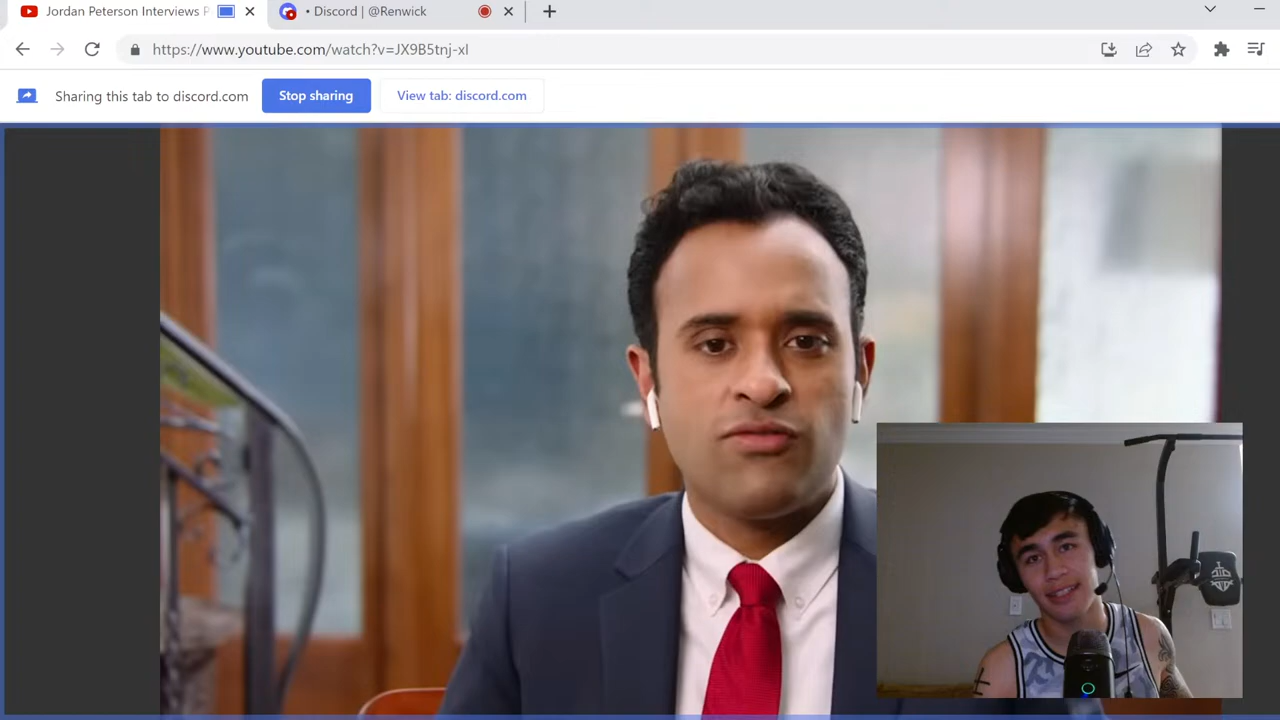 Jordan Peterson Interviews P
• Discord | @Renwick
https://www.youtube.com/watch?v=JX9B5tnj-xI
Sharing this tab to discord.com
Stop sharing
View tab: discord.com